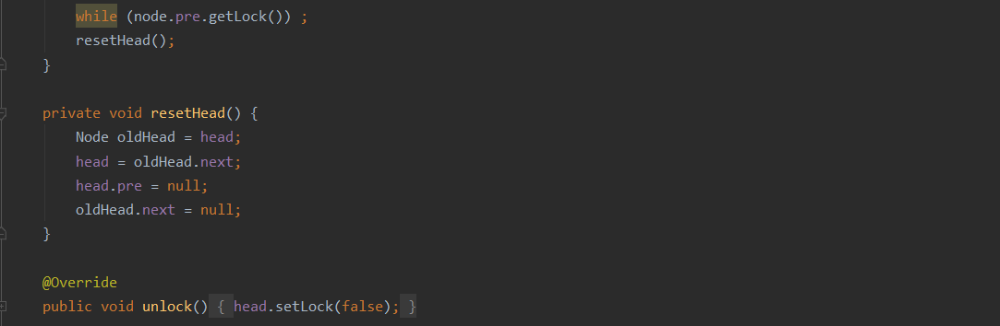 while (node.pre.getLock()) ;
resetHead();
}
private void resetHead() {
Node oldHead = head;
head = oldHead.next;
head.pre = null;
oldHead.next = null;
}
@Override
public void unlock() { head.setLock(false); }